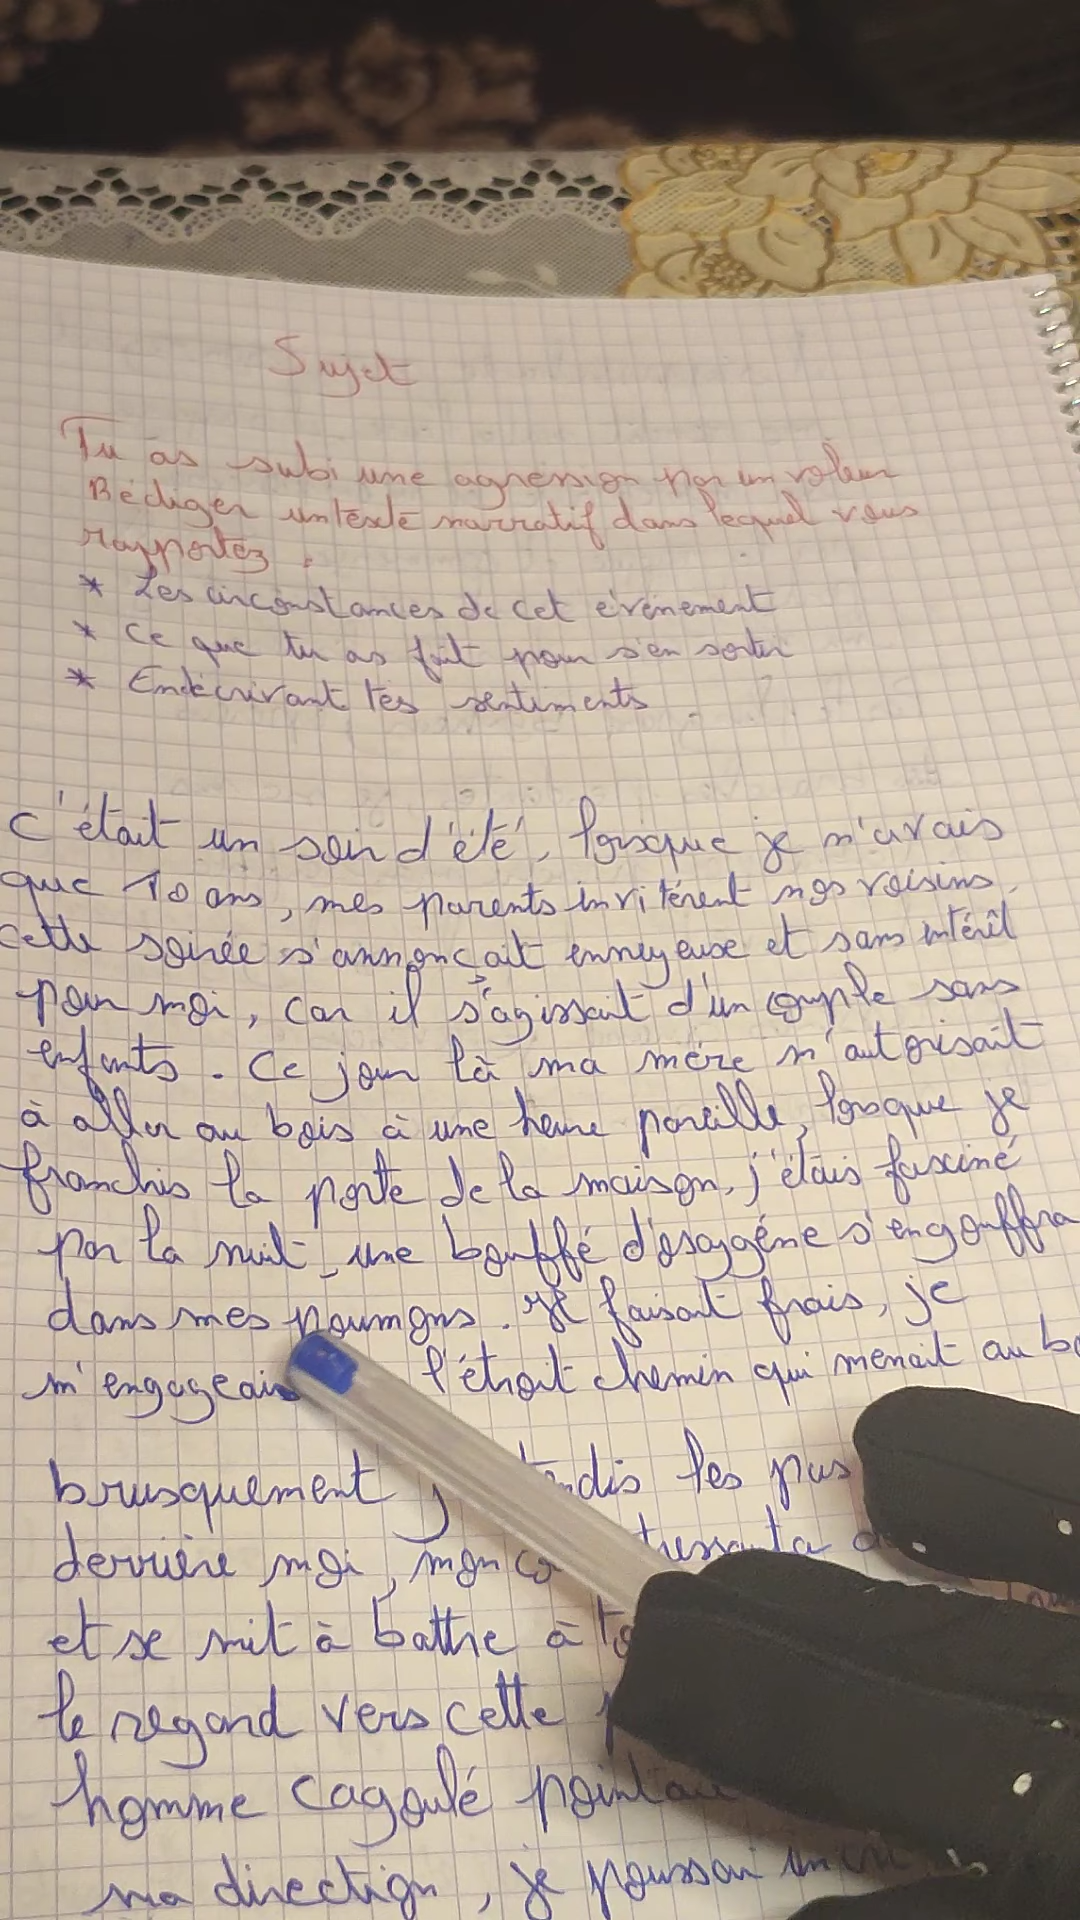 Sujet
Tu as subi une agression par un voleur
Rédiger un texte narratif dans lequel vous
rapportez :
* Les circonstances de cet évènement
* Ce que tu as fait pour s'en sortir
* En décrivant tes sentiments
C'était un soir d'été, lorsque je n'avais
que 10 ans, mes parents invitèrent nos voisins.
cette soirée s'annonçait ennuyeuse et sans intérêt
pour moi, car il s'agissait d'un couple sans
enfants. Ce jour là ma mère m'autorisait
à aller au bois à une heure pareille, lorsque je
franchis la porte de la maison, j'étais fasciné
par la nuit, une bouffé d'oxygène s'engouffra
dans mes poumons. Il faisait frais, je
m'engageais l'étroit chemin qui menait au
brusquement les pas
derrière moi, mon
et se mit à battre à
le regard vers cette
homme cagoulé
ma direction, je poussai un